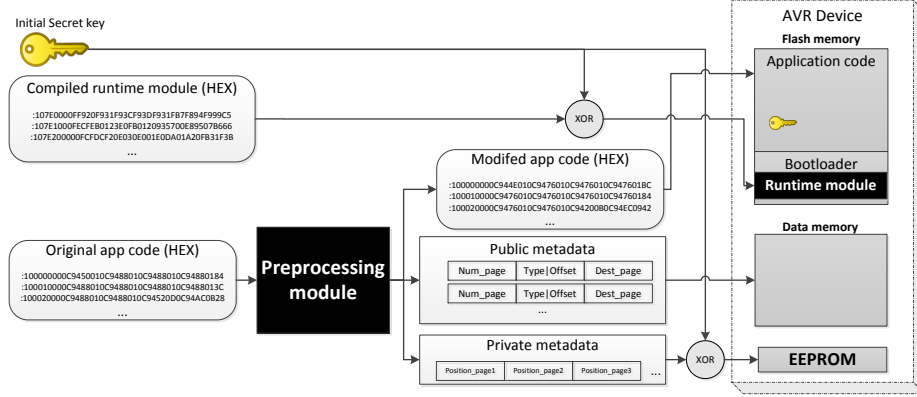 Initial Secret key
Compiled runtime module (HEX)
:107E0000FF920F931F93CF93DF931FB7F894F999C5
:107E1000FECFEB0123E0FB0120935700E89507B666
:107E200000FCFDCF20E030E001E0DA01A20FB31F3B
...
XOR
Modifed app code (HEX)
:100000000C944E010C9476010C9476010C947601BC
:100010000C9476010C9476010C9476010C94760184
:100020000C9476010C9476010C94200B0C94EC0942
...
Original app code (HEX)
:100000000C9450010C9488010C9488010C94880184
:100010000C9488010C9488010C9488010C9488013C
:100020000C9488010C9488010C94520D0C94AC0B28
...
Preprocessing
module
Public metadata
Num_page Type|Offset Dest_page
Num_page Type|Offset Dest_page
...
Private metadata
Position_page1 Position_page2 Position_page3 ...
XOR
AVR Device
Flash memory
Application code
Bootloader
Runtime module
Data memory
EEPROM